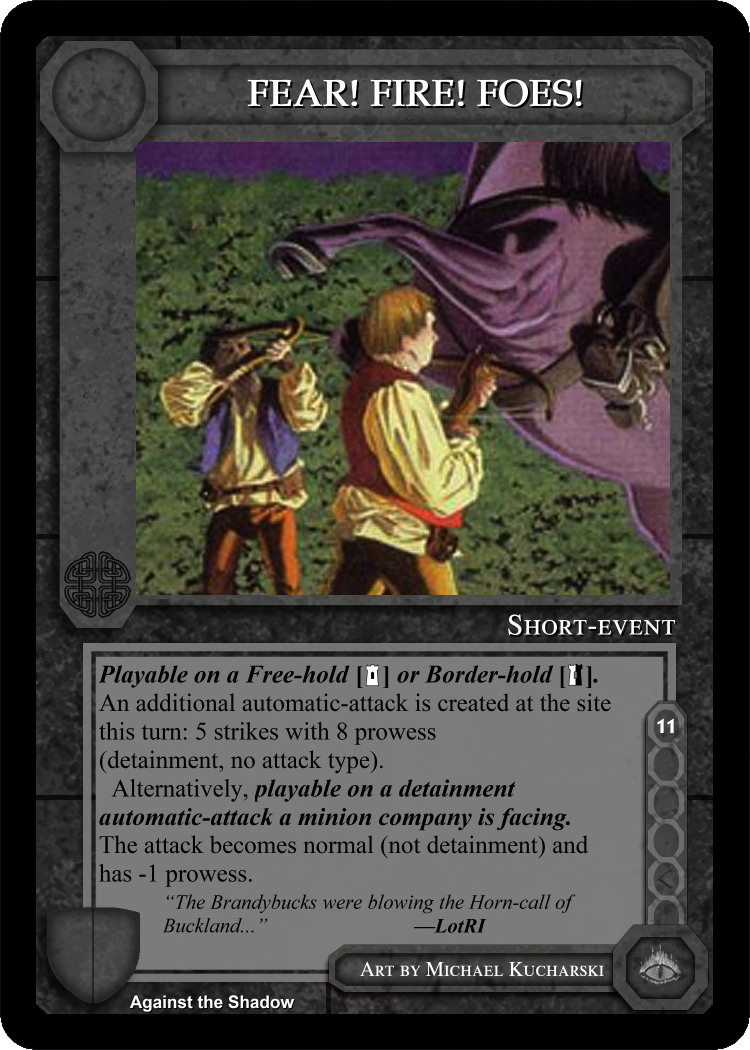 FEAR! FIRE! FOES!
SHORT-EVENT
Playable on a Free-hold [ ] or Border-hold [ ].
An additional automatic-attack is created at the site
this turn: 5 strikes with 8 prowess
(detainment, no attack type).
Alternatively, playable on a detainment
automatic-attack a minion company is facing.
The attack becomes normal (not detainment) and
has -1 prowess.
11
“The Brandybucks were blowing the Horn-call of
Buckland...” —LotRI
ART BY MICHAEL KUCHARSKI
Against the Shadow